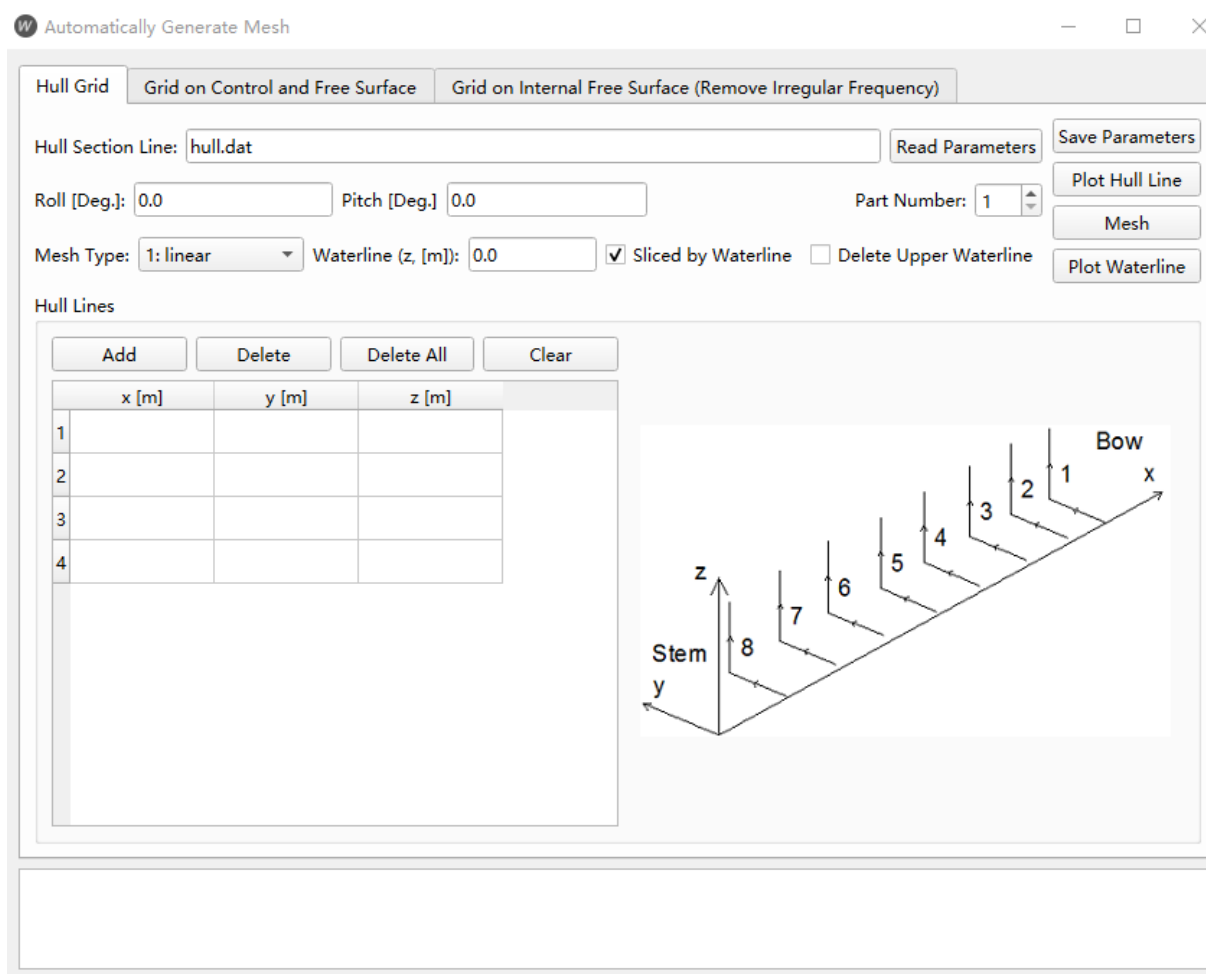 W Automatically Generate Mesh
Hull Grid Grid on Control and Free Surface Grid on Internal Free Surface (Remove Irregular Frequency)
Hull Section Line: hull.dat Read Parameters Save Parameters
Roll [Deg.]: 0.0 Pitch [Deg.] 0.0 Part Number: 1 Plot Hull Line
Mesh
Mesh Type: 1: linear Waterline (z, [m]): 0.0 Sliced by Waterline Delete Upper Waterline Plot Waterline
Hull Lines
Add Delete Delete All Clear
x [m] y [m] z [m]
1
2
3
4
Bow
x
1
2
3
4
5
6
7
8
z
Stem
y